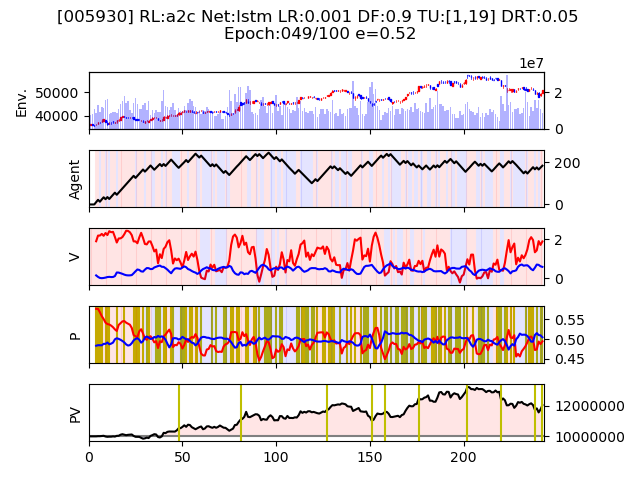 [005930] RL:a2c Net:lstm LR:0.001 DF:0.9 TU:[1,19] DRT:0.05
Epoch:049/100 e=0.52
1e7
Env.
50000
40000
2
0
Agent
200
0
V
2
0
P
0.55
0.50
0.45
PV
12000000
10000000
0 50 100 150 200